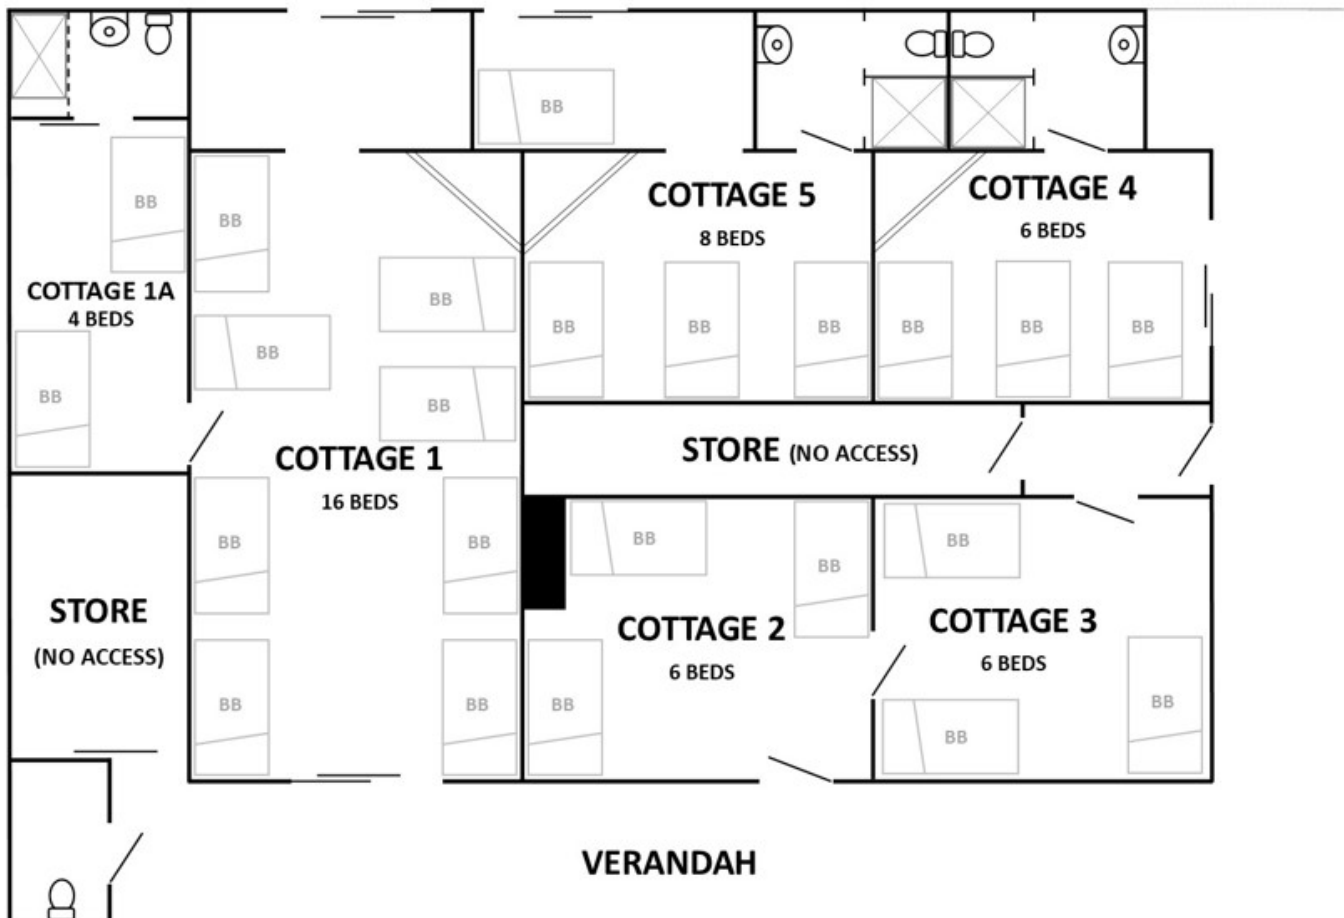 BB
BB
BB
COTTAGE 5
8 BEDS
COTTAGE 4
6 BEDS
BB
COTTAGE 1A
4 BEDS
BB
BB
BB
BB
BB
BB
BB
BB
BB
BB
BB
COTTAGE 1
16 BEDS
STORE (NO ACCESS)
BB
BB
BB
BB
BB
STORE
(NO ACCESS)
COTTAGE 2
6 BEDS
COTTAGE 3
6 BEDS
BB
BB
BB
BB
BB
VERANDAH